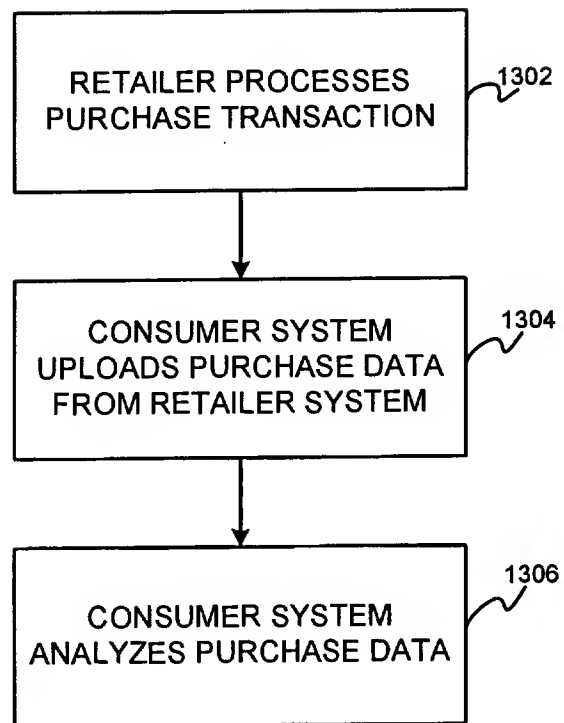 RETAILER PROCESSES
PURCHASE TRANSACTION
1302
CONSUMER SYSTEM
UPLOADS PURCHASE DATA
FROM RETAILER SYSTEM
1304
CONSUMER SYSTEM
ANALYZES PURCHASE DATA
1306